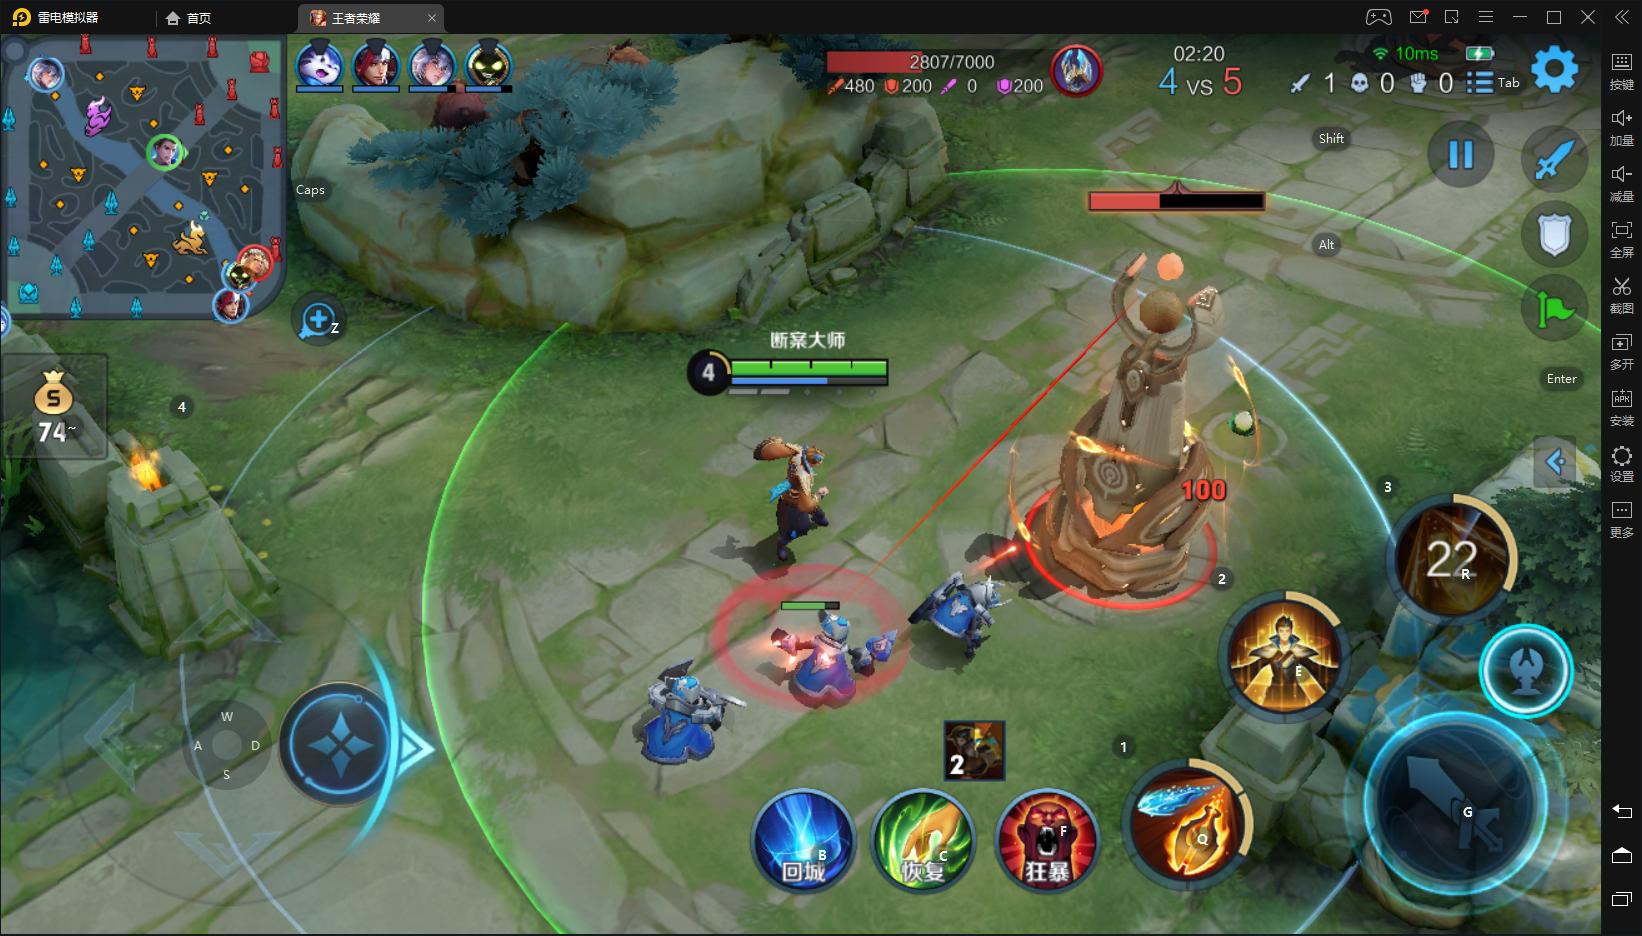 雷电模拟器
首页
王者荣耀
2807/7000
480 200 0 200
02:20
4 VS 5
10ms
1 0 0
Tab
Shift
Caps
Alt
Z
Enter
S
74~
4
断案大师
4
100
3
22
R
2
E
W
A D
S
1
2
Q
G
B
回城
C
恢复
F
狂暴
按键
加量
减量
全屏
截图
多开
APK
安装
设置
更多